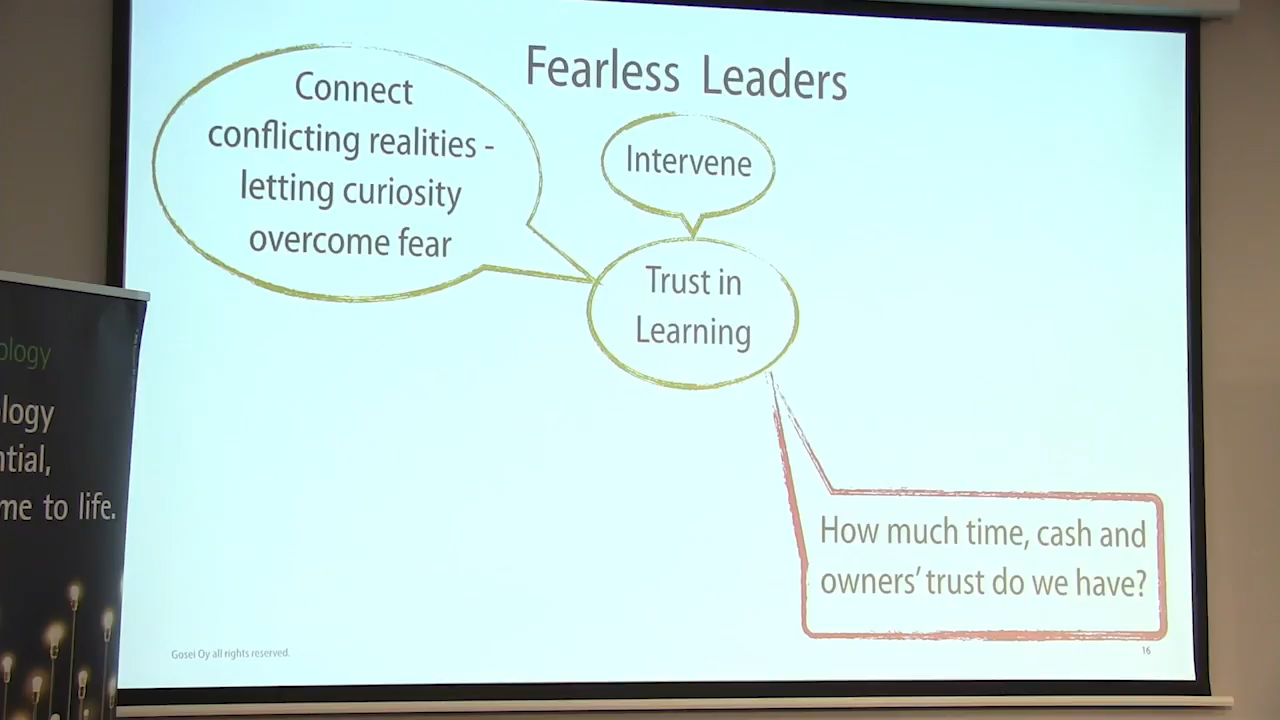 Fearless Leaders
Connect
conflicting realities -
letting curiosity
overcome fear
Intervene
Trust in
Learning
How much time, cash and
owners' trust do we have?
Gosei Oy all rights reserved.
16
ology
logy
ntial,
me to life.